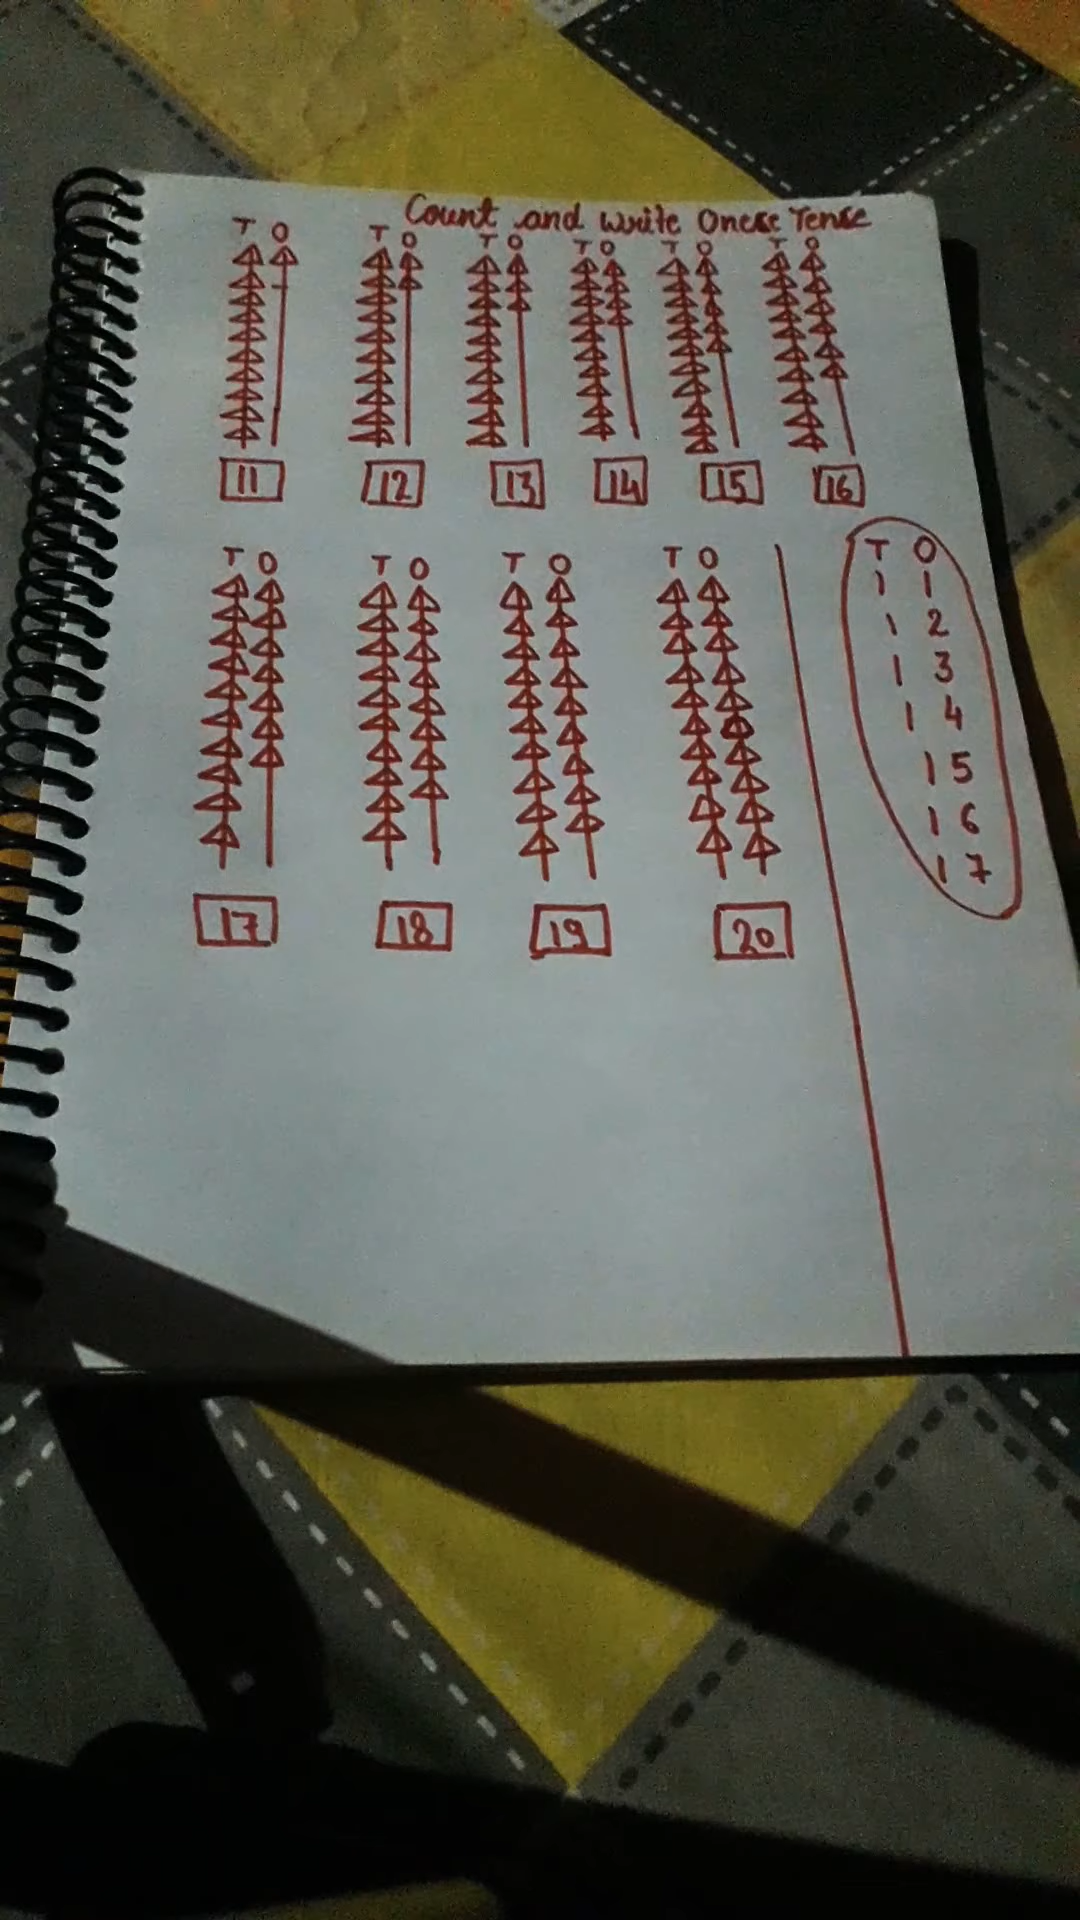 Count and write Onese Tense
T O T O T O T O T O T O
11 12 13 14 15 16
T O T O T O T O
17 18 19 20
T O
1 1
1 2
1 3
1 4
1 5
1 6
1 7